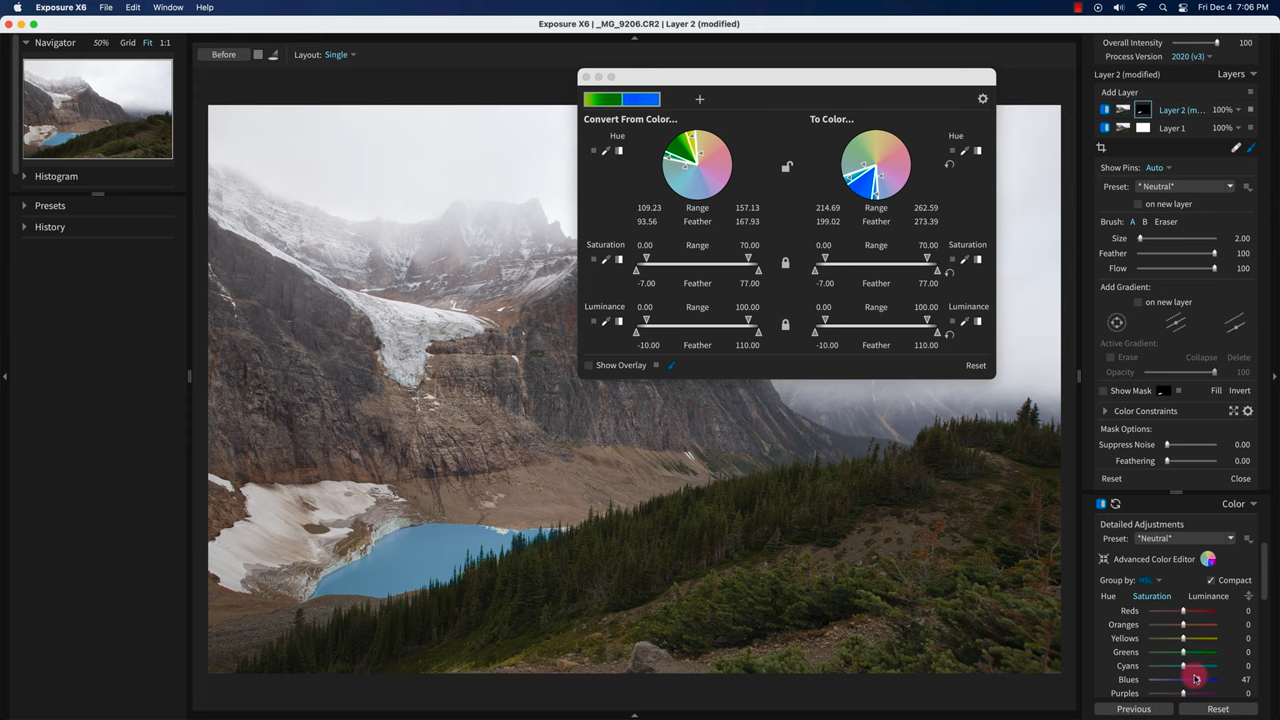 Exposure X6 File Edit Window Help Fri Dec 4 7:06 PM
Exposure X6 | _MG_9206.CR2 | Layer 2 (modified)
Navigator 50% Grid Fit 1:1
Histogram
Presets
History
Before Layout: Single
Convert From Color... To Color...
Hue Hue
109.23 Range 157.13 214.69 Range 262.59
93.56 Feather 167.93 199.02 Feather 273.39
Saturation 0.00 Range 70.00 0.00 Range 70.00 Saturation
-7.00 Feather 77.00 -7.00 Feather 77.00
Luminance 0.00 Range 100.00 0.00 Range 100.00 Luminance
-10.00 Feather 110.00 -10.00 Feather 110.00
Show Overlay Reset
Overall Intensity 100
Process Version 2020 (v3)
Layer 2 (modified) Layers
Add Layer
Layer 2 (m... 100%
Layer 1 100%
Show Pins: Auto
Preset: * Neutral*
on new layer
Brush: A B Eraser
Size 2.00
Feather 100
Flow 100
Add Gradient:
on new layer
Active Gradient:
Erase Collapse Delete
Opacity 100
Show Mask Fill Invert
Color Constraints
Mask Options:
Suppress Noise 0.00
Feathering 0.00
Reset Close
Color
Detailed Adjustments
Preset: *Neutral*
Advanced Color Editor
Group by: HSL Compact
Hue Saturation Luminance
Reds 0
Oranges 0
Yellows 0
Greens 0
Cyans 0
Blues 47
Purples 0
Previous Reset